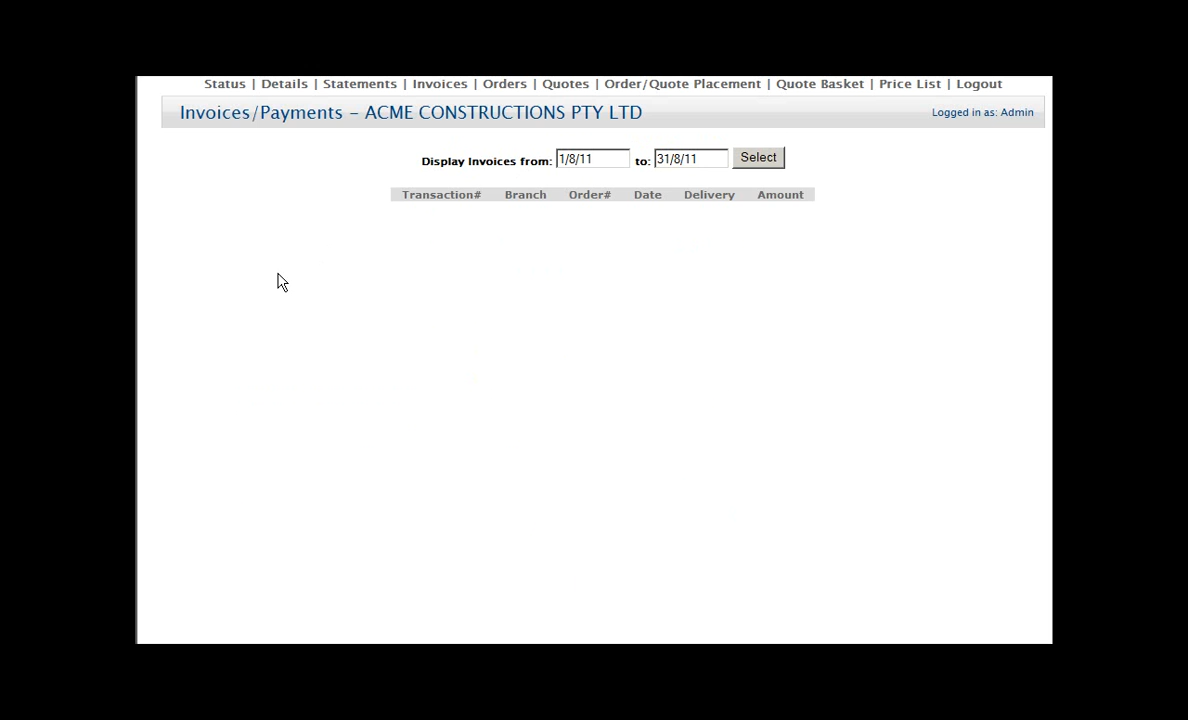 Status | Details | Statements | Invoices | Orders | Quotes | Order/Quote Placement | Quote Basket | Price List | Logout
Invoices/Payments – ACME CONSTRUCTIONS PTY LTD
Logged in as: Admin
Display Invoices from: 1/8/11 to: 31/8/11 Select
Transaction# Branch Order# Date Delivery Amount